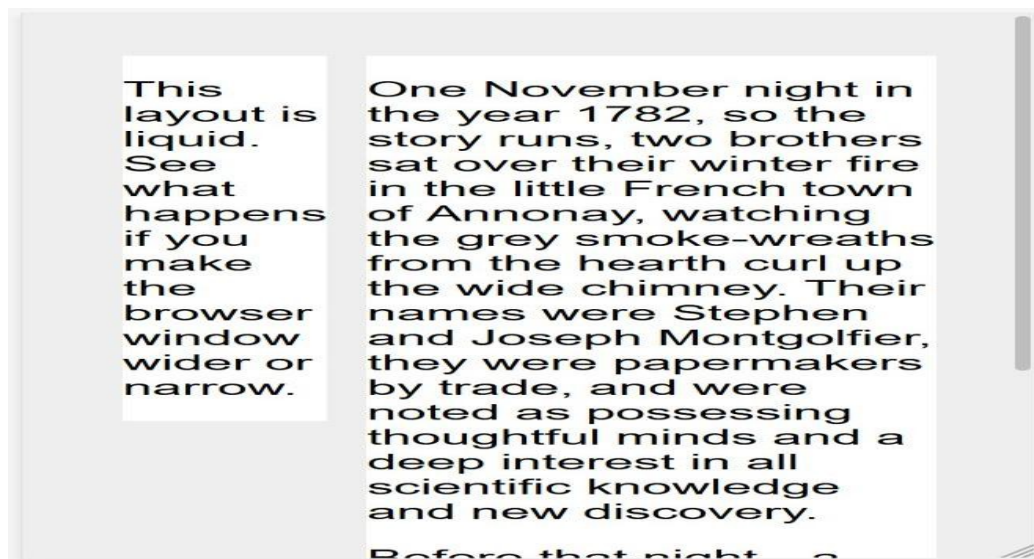 This
layout is
liquid.
See
what
happens
if you
make
the
browser
window
wider or
narrow.
One November night in
the year 1782, so the
story runs, two brothers
sat over their winter fire
in the little French town
of Annonay, watching
the grey smoke-wreaths
from the hearth curl up
the wide chimney. Their
names were Stephen
and Joseph Montgolfier,
they were papermakers
by trade, and were
noted as possessing
thoughtful minds and a
deep interest in all
scientific knowledge
and new discovery.
Before that night—a